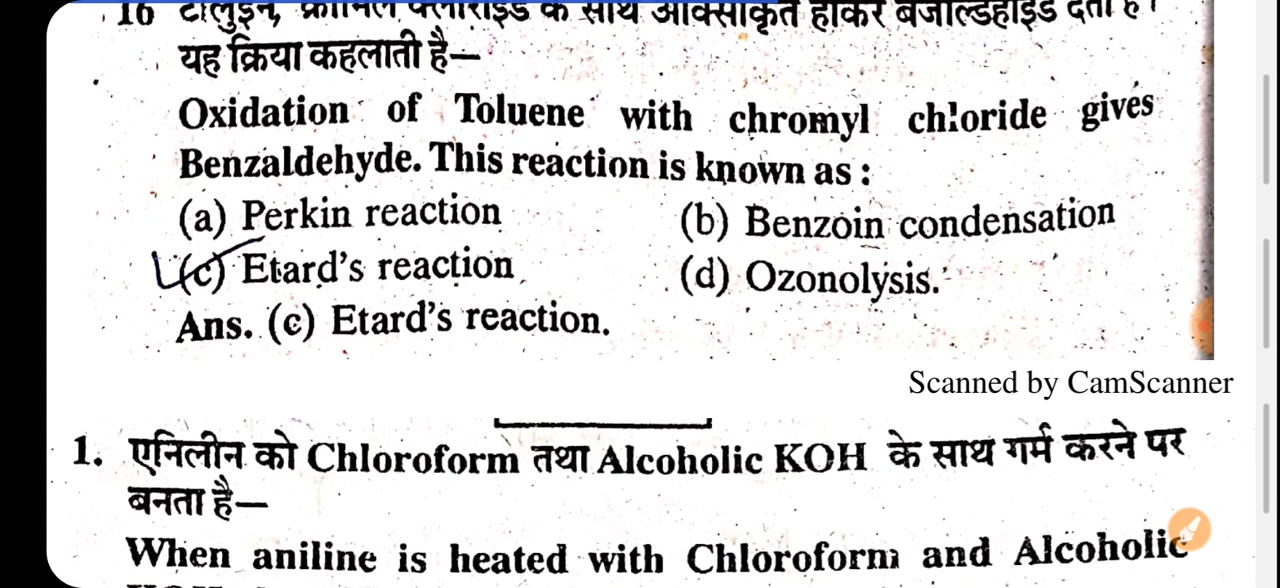 16 टोलुइन, क्रोमिल क्लोराइड के साथ ऑक्सीकृत होकर बेंजाल्डिहाइड देता है।
यह क्रिया कहलाती है—
Oxidation of Toluene with chromyl chloride gives
Benzaldehyde. This reaction is known as :
(a) Perkin reaction (b) Benzoin condensation
(c) Etard's reaction (d) Ozonolysis.
Ans. (c) Etard's reaction.
Scanned by CamScanner
1. एनिलीन को Chloroform तथा Alcoholic KOH के साथ गर्म करने पर
बनता है—
When aniline is heated with Chloroform and Alcoholic